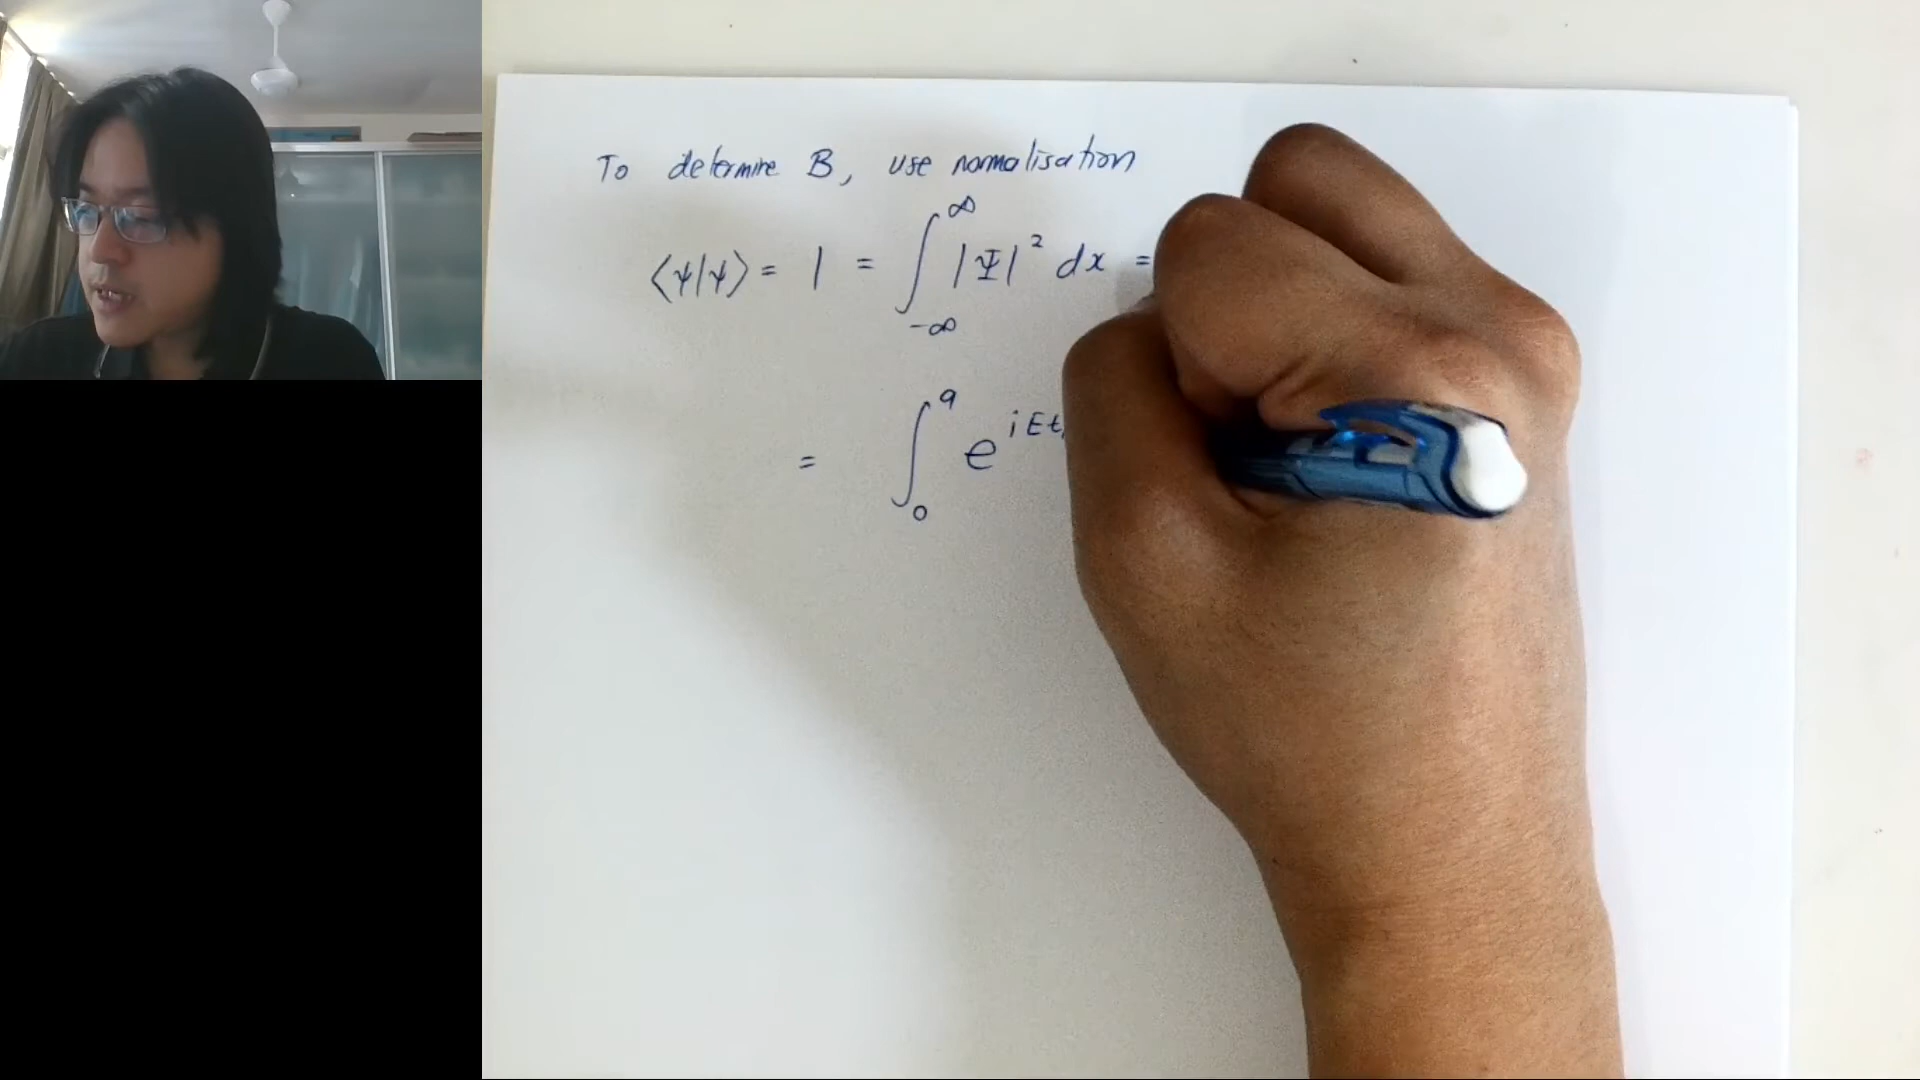 To determine B, use normalisation
⟨ψ|ψ⟩ = 1 = ∫_{-∞}^{∞} |Ψ|² dx =
= ∫_0^a e^{iEt/